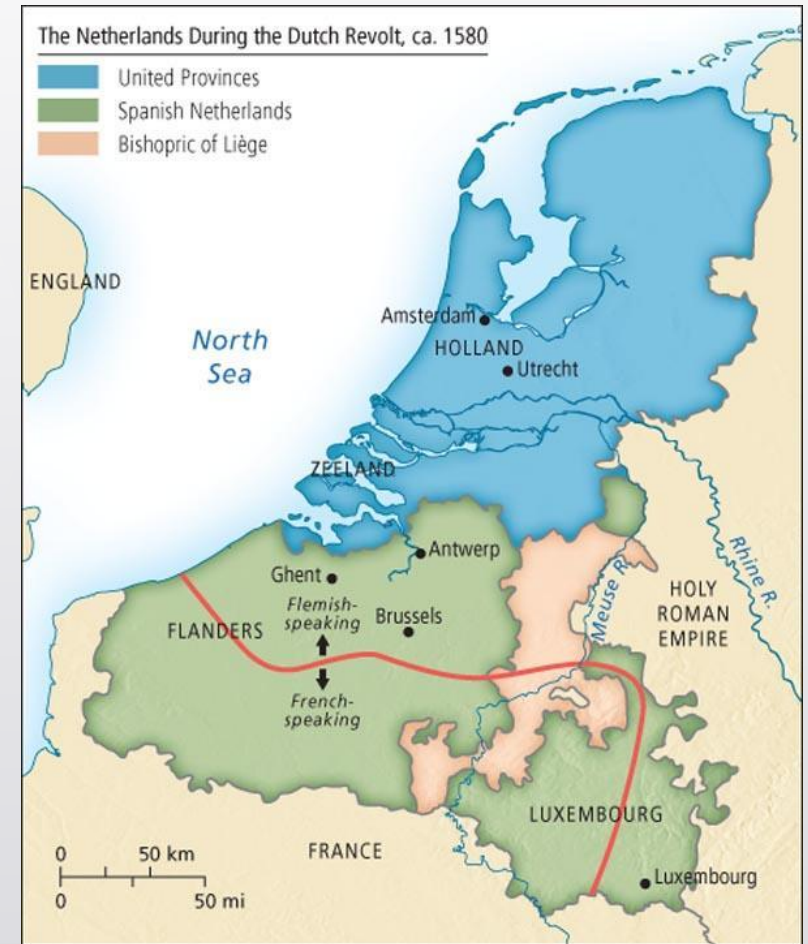 The Netherlands During the Dutch Revolt, ca. 1580
United Provinces
Spanish Netherlands
Bishopric of Liège
ENGLAND
North
Sea
Amsterdam
HOLLAND
Utrecht
ZEELAND
Antwerp
Ghent
Flemish-
speaking
Brussels
FLANDERS
French-
speaking
Meuse R.
Rhine R.
HOLY
ROMAN
EMPIRE
LUXEMBOURG
Luxembourg
FRANCE
0 50 km
0 50 mi